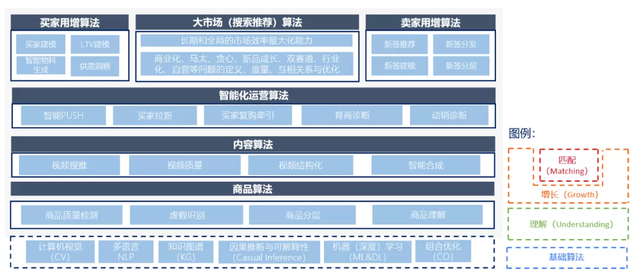 买家用增算法
大市场（搜索推荐）算法
卖家用增算法
买家建模
LTV建模
智能物料生成
供需洞察
长期和全局的市场效率最大化能力
商业化、马太、贪心、新品成长、双赛道、行业
化、自营等问题的定义、度量、互相关系与优化
新签推荐
新签分发
新签建模
新签分层
智能化运营算法
智能PUSH
买家拉新
买家复购牵引
育商诊断
动销诊断
内容算法
视频搜推
视频质量
视频结构化
智能合成
商品算法
商品质量检测
虚假识别
商品分层
商品理解
计算机视觉
（CV）
多语言
NLP
知识图谱
（KG）
因果推断与可解释性
（Casual Inference）
机器（深度）学习
（ML&DL）
组合优化
（CO）
图例：
匹配
（Matching）
增长（Growth）
理解（Understanding）
基础算法